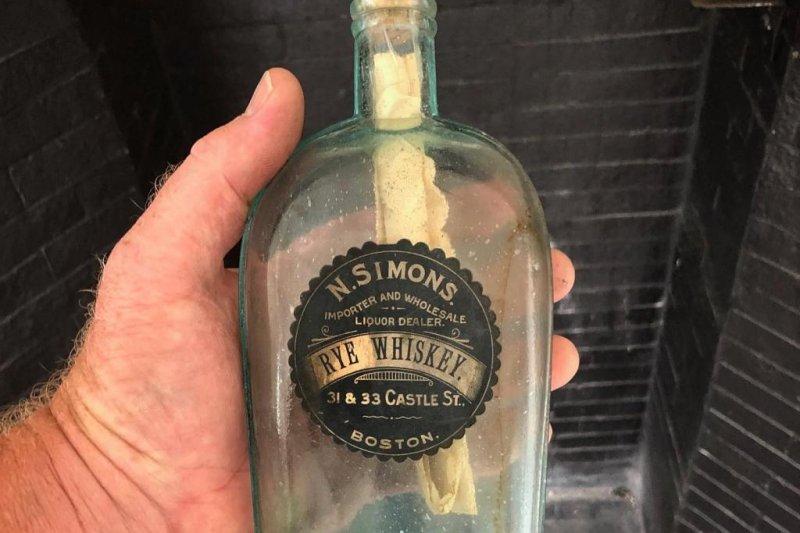 N. SIMONS.
IMPORTER AND WHOLESALE
LIQUOR DEALER.
RYE WHISKEY.
31 & 33 CASTLE ST.,
BOSTON.